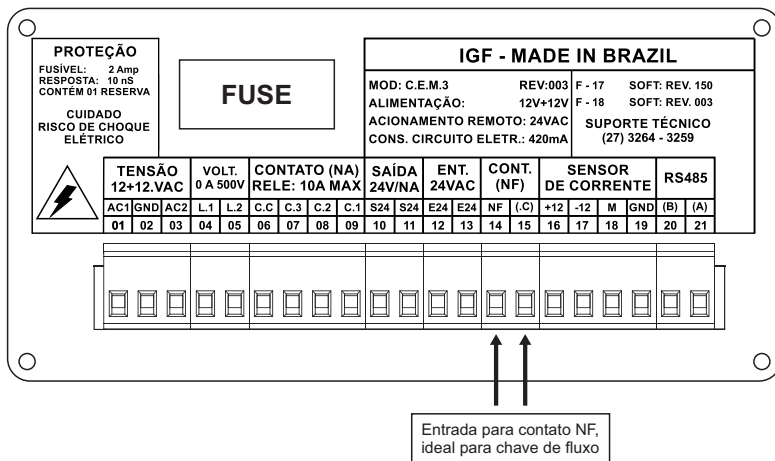 PROTEÇÃO
FUSÍVEL: 2 Amp
RESPOSTA: 10 nS
CONTÉM 01 RESERVA
CUIDADO
RISCO DE CHOQUE
ELÉTRICO
FUSE
IGF - MADE IN BRAZIL
MOD: C.E.M.3 REV:003
ALIMENTAÇÃO: 12V+12V
ACIONAMENTO REMOTO: 24VAC
CONS. CIRCUITO ELETR.: 420mA
F - 17 SOFT: REV. 150
F - 18 SOFT: REV. 003
SUPORTE TÉCNICO
(27) 3264 - 3259
TENSÃO
12+12.VAC
VOLT.
0 A 500V
CONTATO (NA)
RELE: 10A MAX
SAÍDA
24V/NA
ENT.
24VAC
CONT.
(NF)
SENSOR
DE CORRENTE
RS485
AC1 GND AC2 L.1 L.2 C.C C.3 C.2 C.1 S24 S24 E24 E24 NF (.C) +12 -12 M GND (B) (A)
01 02 03 04 05 06 07 08 09 10 11 12 13 14 15 16 17 18 19 20 21
Entrada para contato NF,
ideal para chave de fluxo